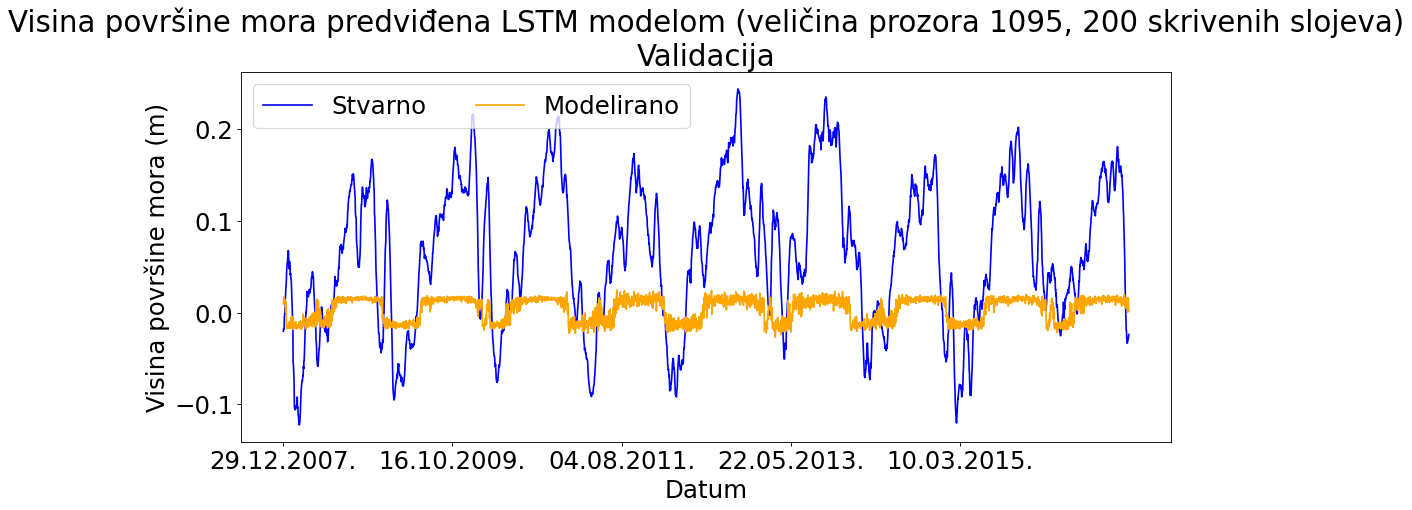 Visina površine mora predviđena LSTM modelom (veličina prozora 1095, 200 skrivenih slojeva)
Validacija
Stvarno
Modelirano
Visina površine mora (m)
0.2
0.1
0.0
−0.1
29.12.2007.
16.10.2009.
04.08.2011.
22.05.2013.
10.03.2015.
Datum